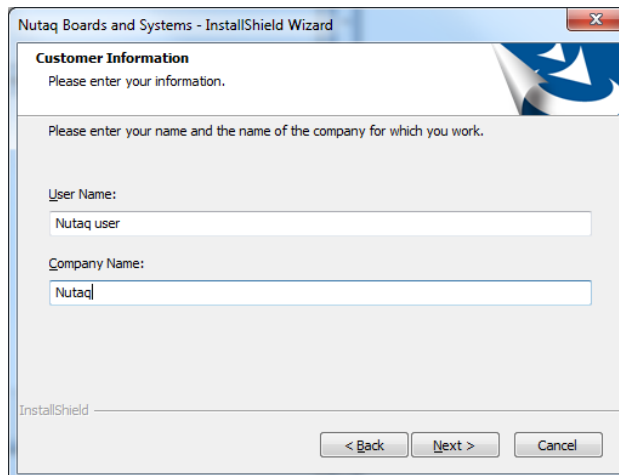 Nutaq Boards and Systems - InstallShield Wizard
Customer Information
Please enter your information.
Please enter your name and the name of the company for which you work.
User Name:
Nutaq user
Company Name:
Nutaq
InstallShield
< Back Next > Cancel